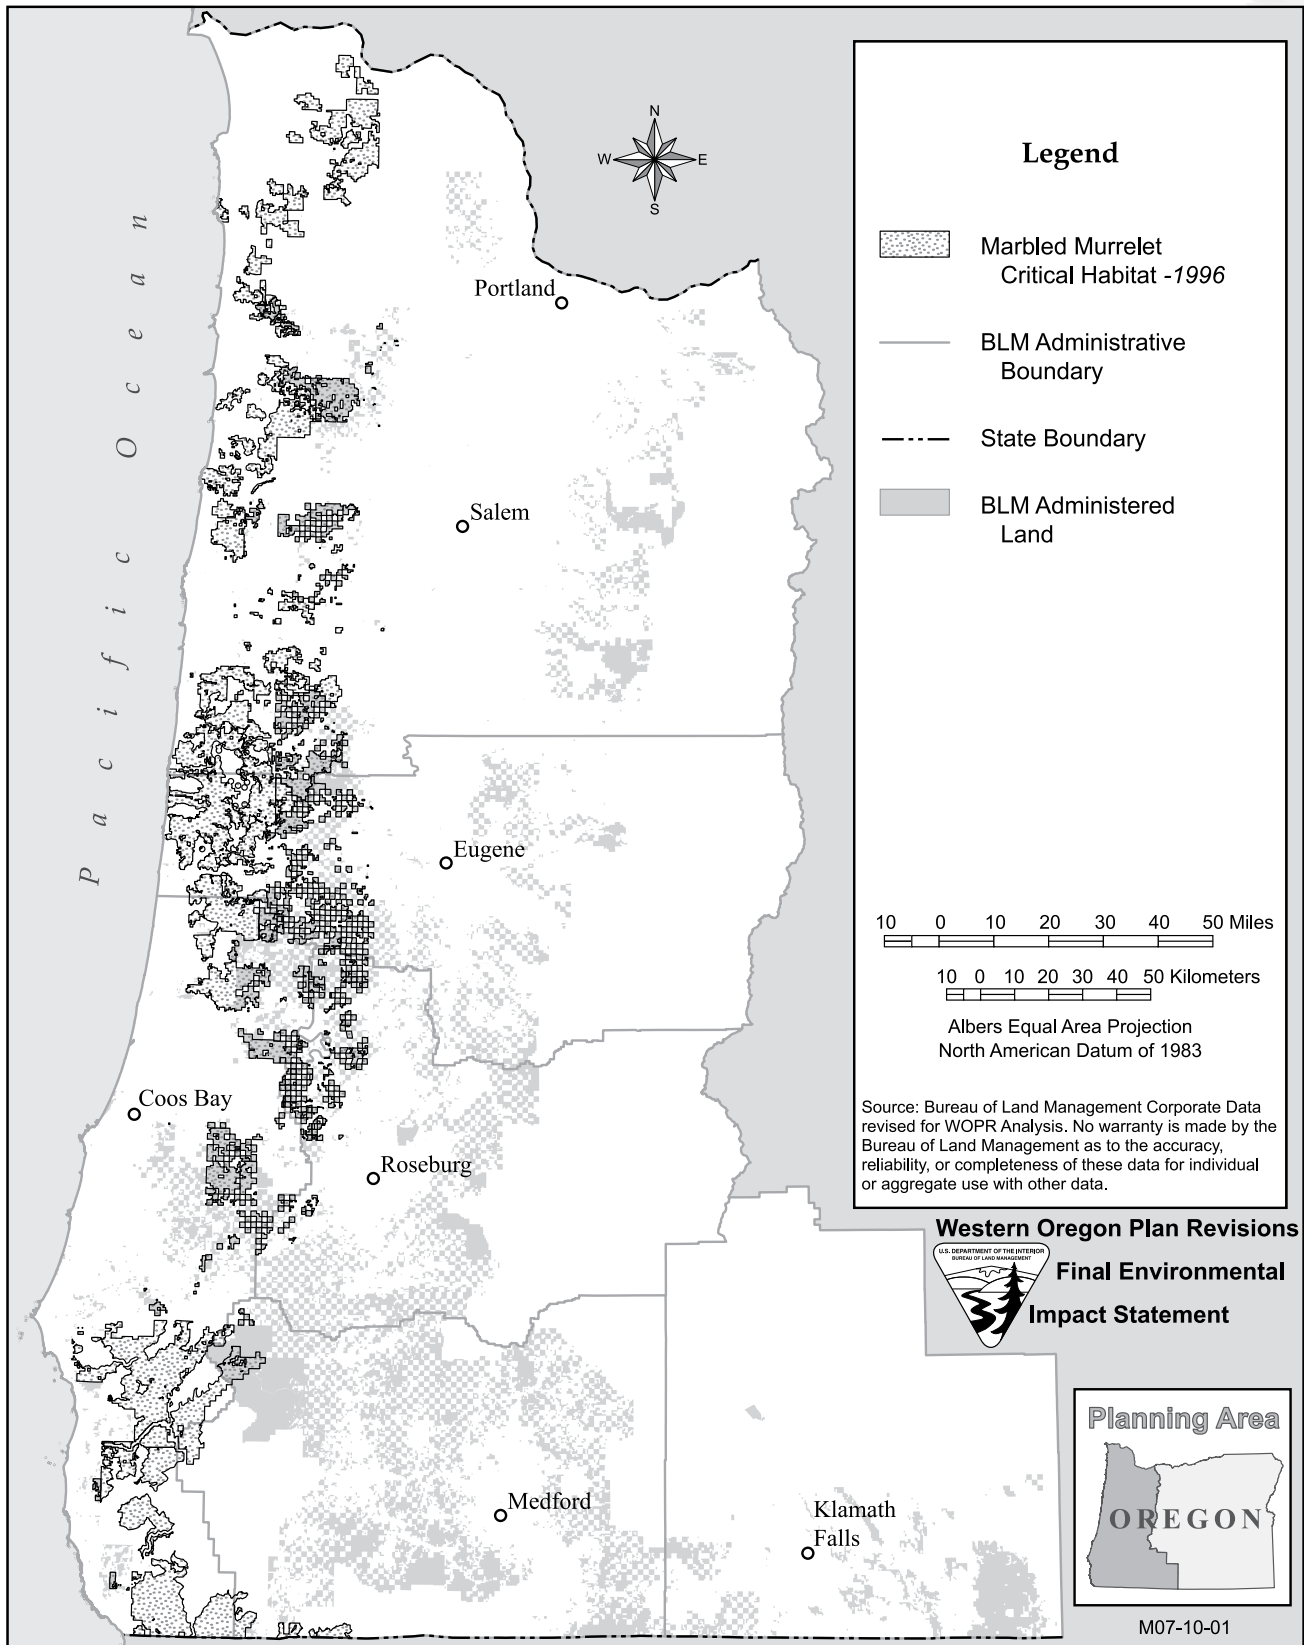 Legend
Marbled Murrelet
Critical Habitat -1996
BLM Administrative
Boundary
State Boundary
BLM Administered
Land
N
W E
S
Pacific Ocean
Portland
Salem
Eugene
Coos Bay
Roseburg
Medford
Klamath
Falls
10 0 10 20 30 40 50 Miles
10 0 10 20 30 40 50 Kilometers
Albers Equal Area Projection
North American Datum of 1983
Source: Bureau of Land Management Corporate Data
revised for WOPR Analysis. No warranty is made by the
Bureau of Land Management as to the accuracy,
reliability, or completeness of these data for individual
or aggregate use with other data.
Western Oregon Plan Revisions
U.S. DEPARTMENT OF THE INTERIOR
BUREAU OF LAND MANAGEMENT
Final Environmental
Impact Statement
Planning Area
OREGON
M07-10-01